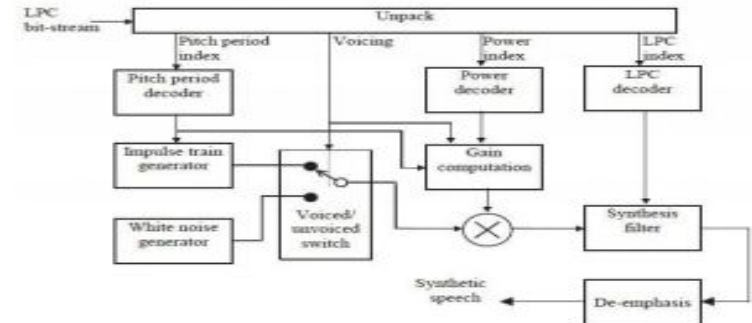 LPC
bit-stream
Unpack
Pitch period
index
Voicing
Power
index
LPC
index
Pitch period
decoder
Power
decoder
LPC
decoder
Impulse train
generator
Gain
computation
White noise
generator
Voiced/
unvoiced
switch
Synthesis
filter
Synthetic
speech
De-emphasis